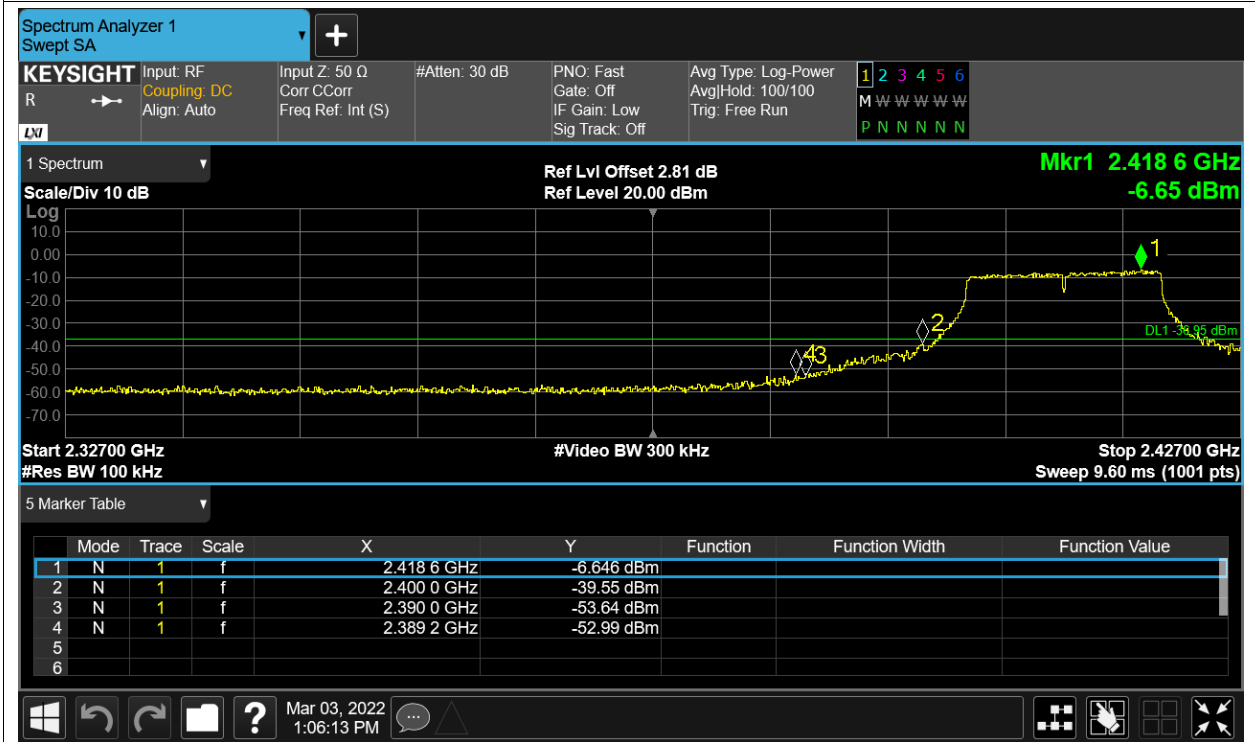 Spectrum Analyzer 1
Swept SA
+
KEYSIGHT
R
LXI
Input: RF
Coupling: DC
Align: Auto
Input Z: 50 Ω
Corr CCorr
Freq Ref: Int (S)
#Atten: 30 dB
PNO: Fast
Gate: Off
IF Gain: Low
Sig Track: Off
Avg Type: Log-Power
Avg|Hold: 100/100
Trig: Free Run
1 2 3 4 5 6
M W W W W W
P N N N N N
1 Spectrum
Scale/Div 10 dB
Ref Lvl Offset 2.81 dB
Ref Level 20.00 dBm
Mkr1 2.418 6 GHz
-6.65 dBm
Log
10.0
0.00
-10.0
-20.0
-30.0
-40.0
-50.0
-60.0
-70.0
1
2
43
Start 2.32700 GHz
#Res BW 100 kHz
#Video BW 300 kHz
Stop 2.42700 GHz
Sweep 9.60 ms (1001 pts)
5 Marker Table
Mode Trace Scale X Y Function Function Width Function Value
1 N 1 f 2.418 6 GHz -6.646 dBm
2 N 1 f 2.400 0 GHz -39.55 dBm
3 N 1 f 2.390 0 GHz -53.64 dBm
4 N 1 f 2.389 2 GHz -52.99 dBm
5
6
?
Mar 03, 2022
1:06:13 PM